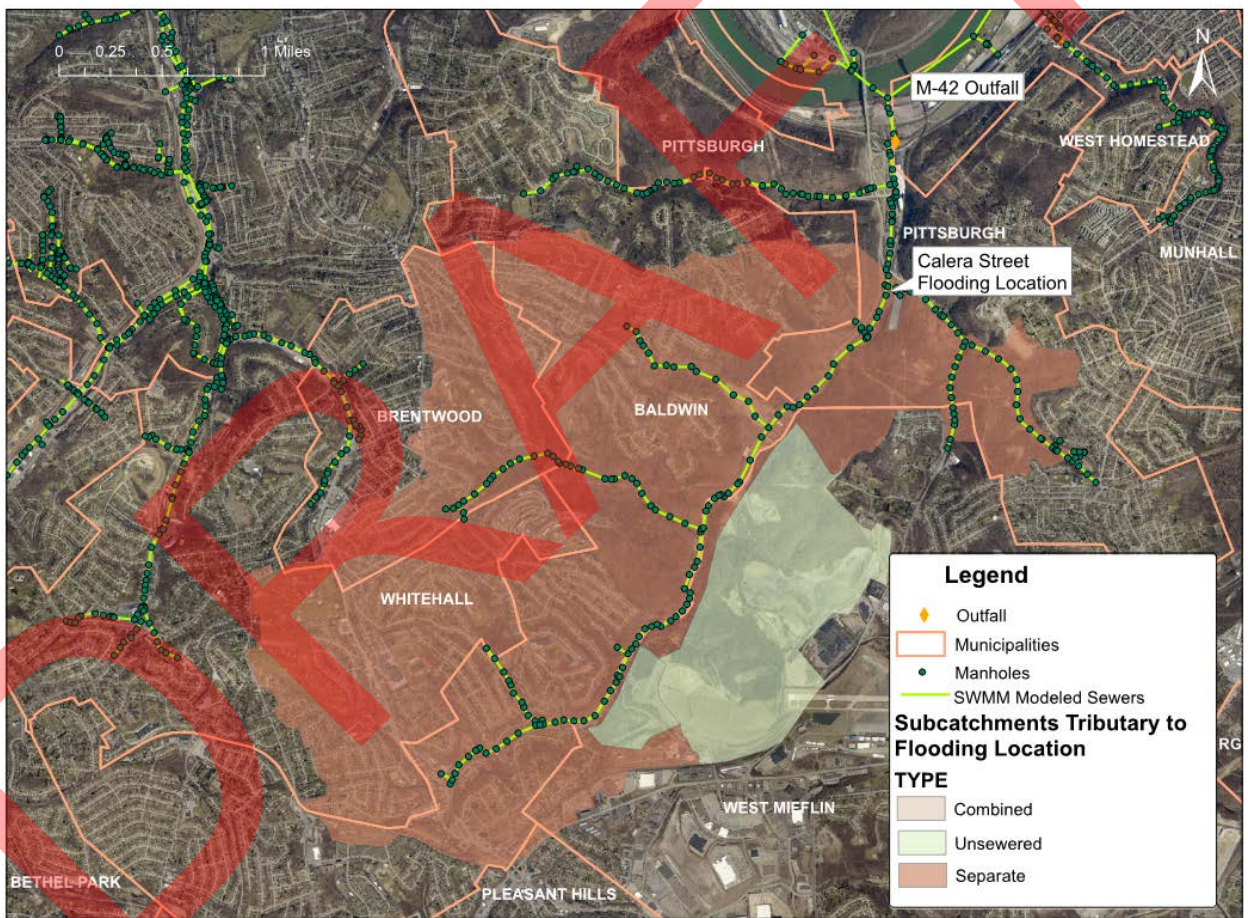 0 0.25 0.5 1 Miles
N
M-42 Outfall
PITTSBURGH
WEST HOMESTEAD
PITTSBURGH
MUNHALL
Calera Street
Flooding Location
BRENTWOOD
BALDWIN
WHITEHALL
WEST MIFFLIN
BETHEL PARK
PLEASANT HILLS
RG
Legend
Outfall
Municipalities
Manholes
SWMM Modeled Sewers
Subcatchments Tributary to
Flooding Location
TYPE
Combined
Unsewered
Separate
DRAFT